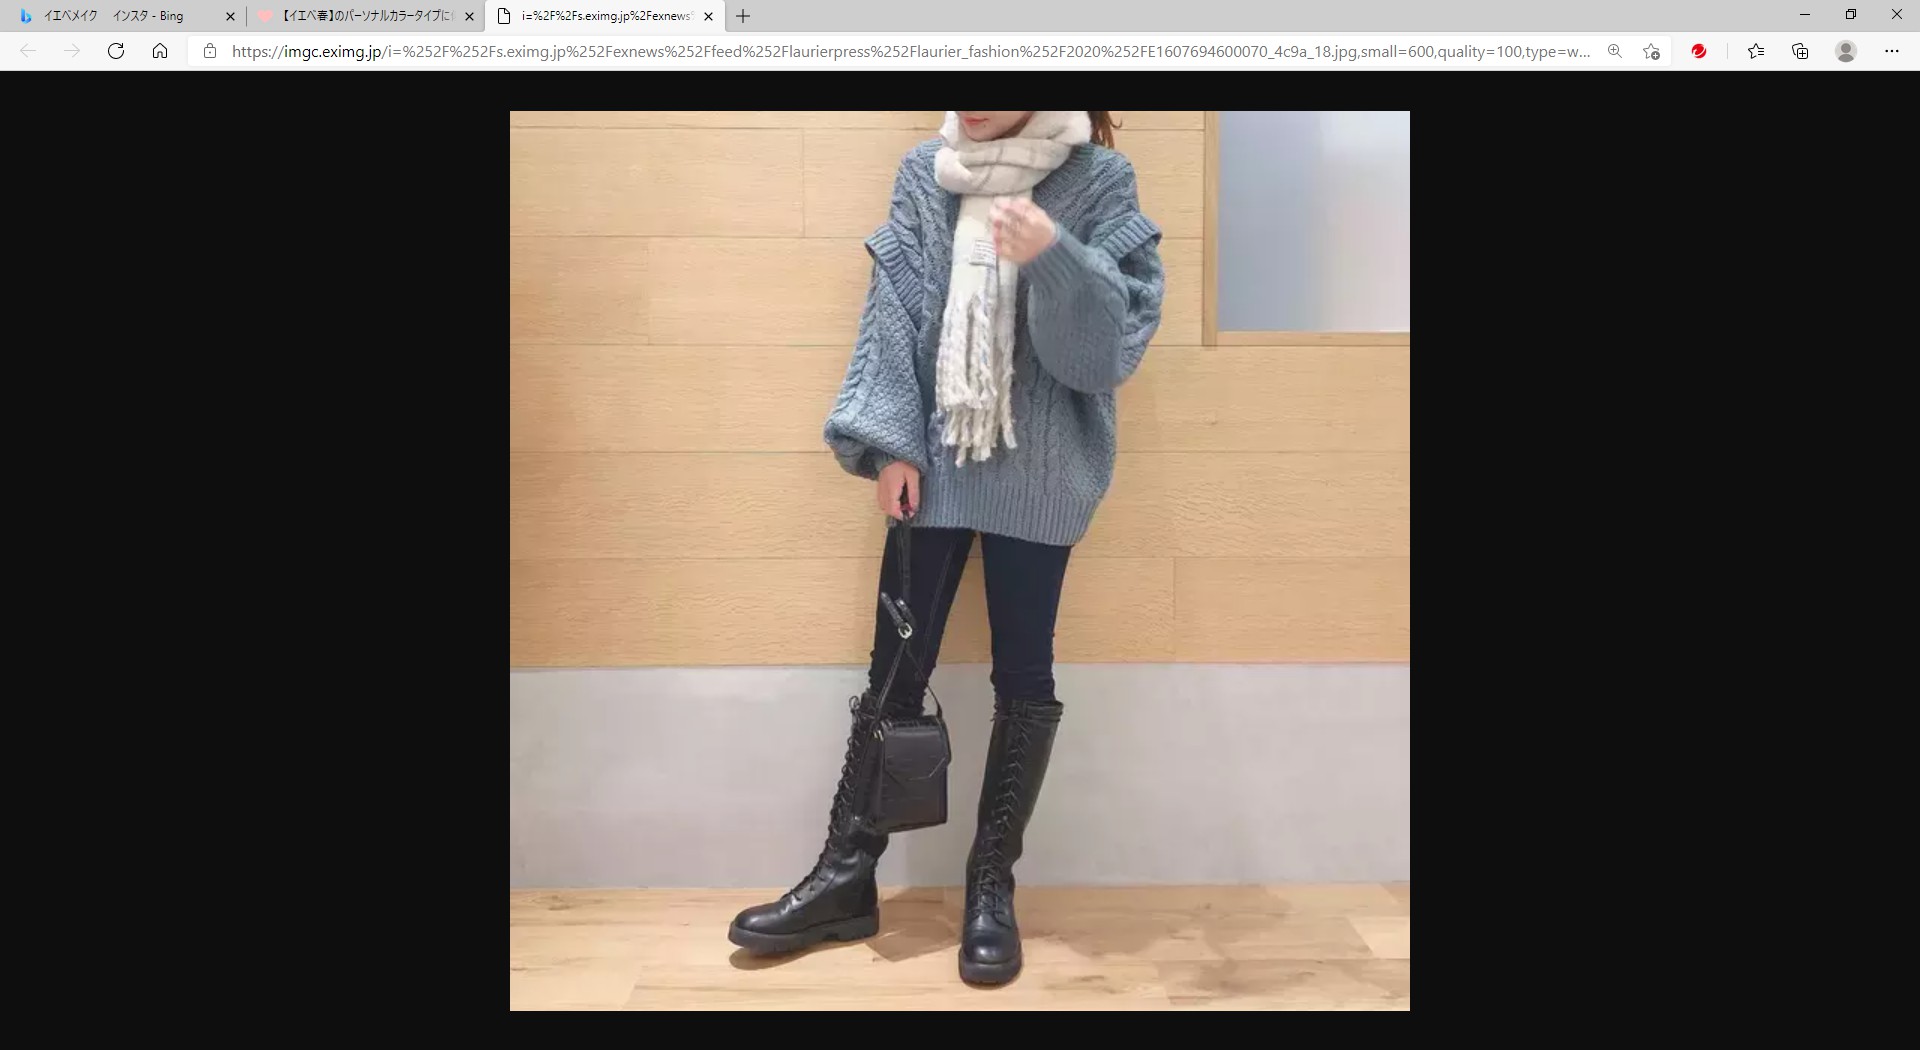 イエベメイク　インスタ - Bing
【イエベ春】のパーソナルカラータイプに
i=%2F%2Fs.eximg.jp%2Fexnews
https://imgc.eximg.jp/i=%252F%252Fs.eximg.jp%252Fexnews%252Ffeed%252Flaurierpress%252Flaurier_fashion%252F2020%252FE1607694600070_4c9a_18.jpg,small=600,quality=100,type=w...